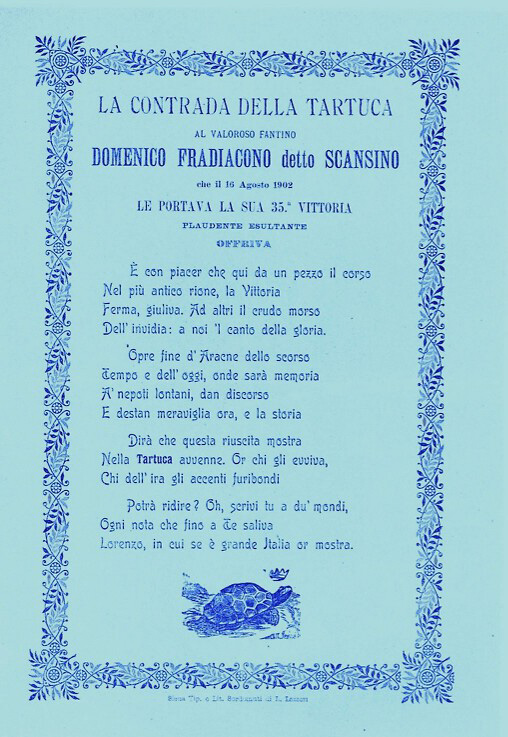 LA CONTRADA DELLA TARTUCA
AL VALOROSO FANTINO
DOMENICO FRADIACONO detto SCANSINO
che il 16 Agosto 1902
LE PORTAVA LA SUA 35.ª VITTORIA
PLAUDENTE ESULTANTE
OFFRIVA
È con piacer che qui da un pezzo il corso
Nel più antico rione, la Vittoria
Ferma, giuliva. Ad altri il crudo morso
Dell'invidia: a noi 'l canto della gloria.
Opre fine d'Aracne dello scorso
Tempo e dell'oggi, onde sarà memoria
A' nepoti lontani, dan discorso
E destan meraviglia ora, e la storia
Dirà che questa riuscita mostra
Nella Tartuca avvenne. Or chi gli evviva,
Chi dell'ira gli accenti furibondi
Potrà ridire? Oh, scrivi tu a du' mondi,
Ogni nota che fino a Te saliva
Lorenzo, in cui se è grande Italia or mostra.
Siena Tip. e Lit. di L.